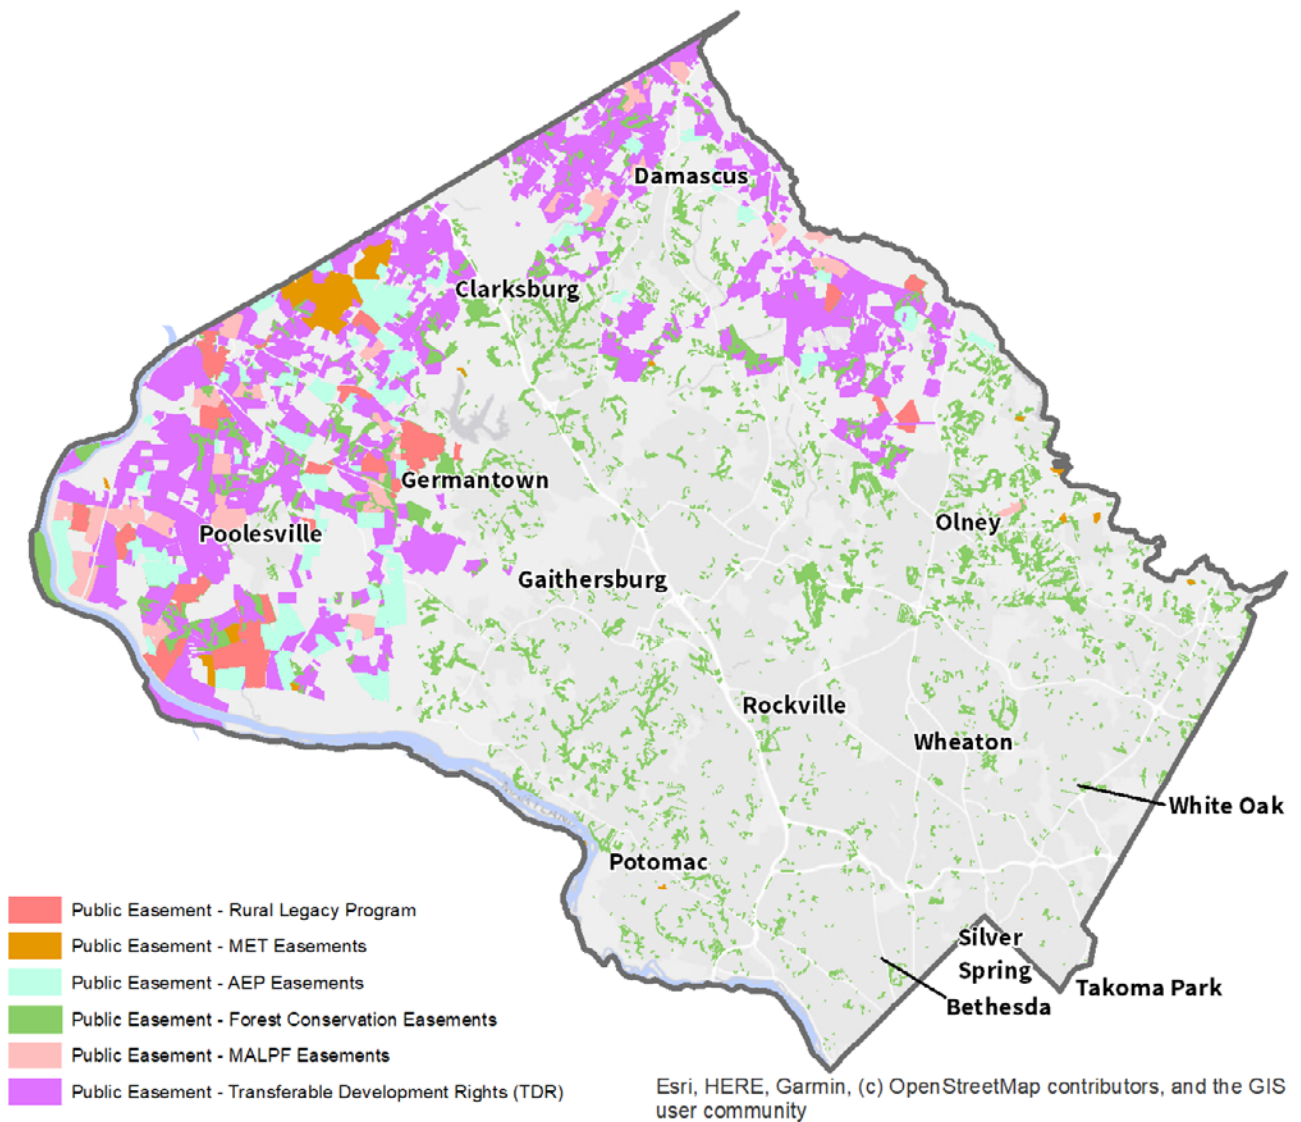 Damascus
Clarksburg
Germantown
Poolesville
Olney
Gaithersburg
Rockville
Wheaton
White Oak
Potomac
Silver
Spring
Takoma Park
Bethesda
Public Easement - Rural Legacy Program
Public Easement - MET Easements
Public Easement - AEP Easements
Public Easement - Forest Conservation Easements
Public Easement - MALPF Easements
Public Easement - Transferable Development Rights (TDR)
Esri, HERE, Garmin, (c) OpenStreetMap contributors, and the GIS
user community